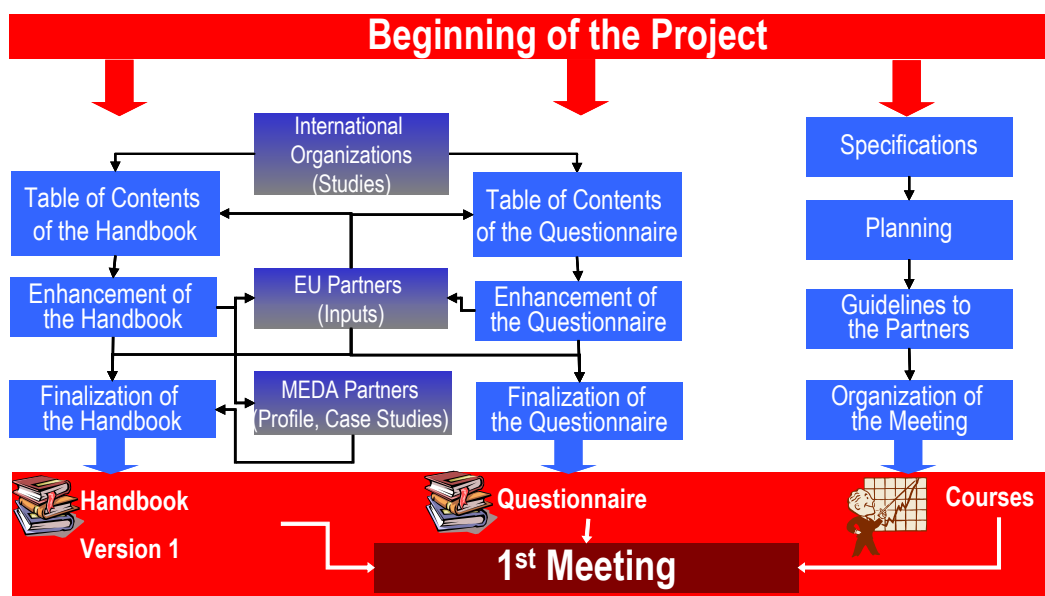 Beginning of the Project
International
Organizations
(Studies)
Specifications
Table of Contents
of the Handbook
Table of Contents
of the Questionnaire
Planning
EU Partners
(Inputs)
Enhancement of
the Handbook
Enhancement of
the Questionnaire
Guidelines to
the Partners
MEDA Partners
(Profile, Case Studies)
Finalization of
the Handbook
Finalization of
the Questionnaire
Organization of
the Meeting
Handbook
Version 1
Questionnaire
Courses
1st Meeting